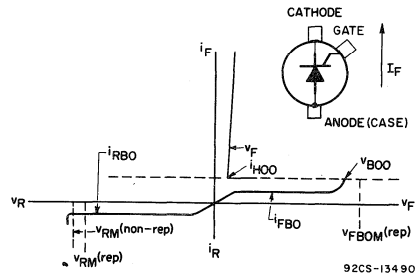 CATHODE
GATE
I_F
ANODE (CASE)
i_F
v_F
i_HOO
i_RBO
v_BOO
v_R
v_F
i_FBO
v_RM (non-rep)
v_RM (rep)
i_R
v_FBOM (rep)
92CS-13490